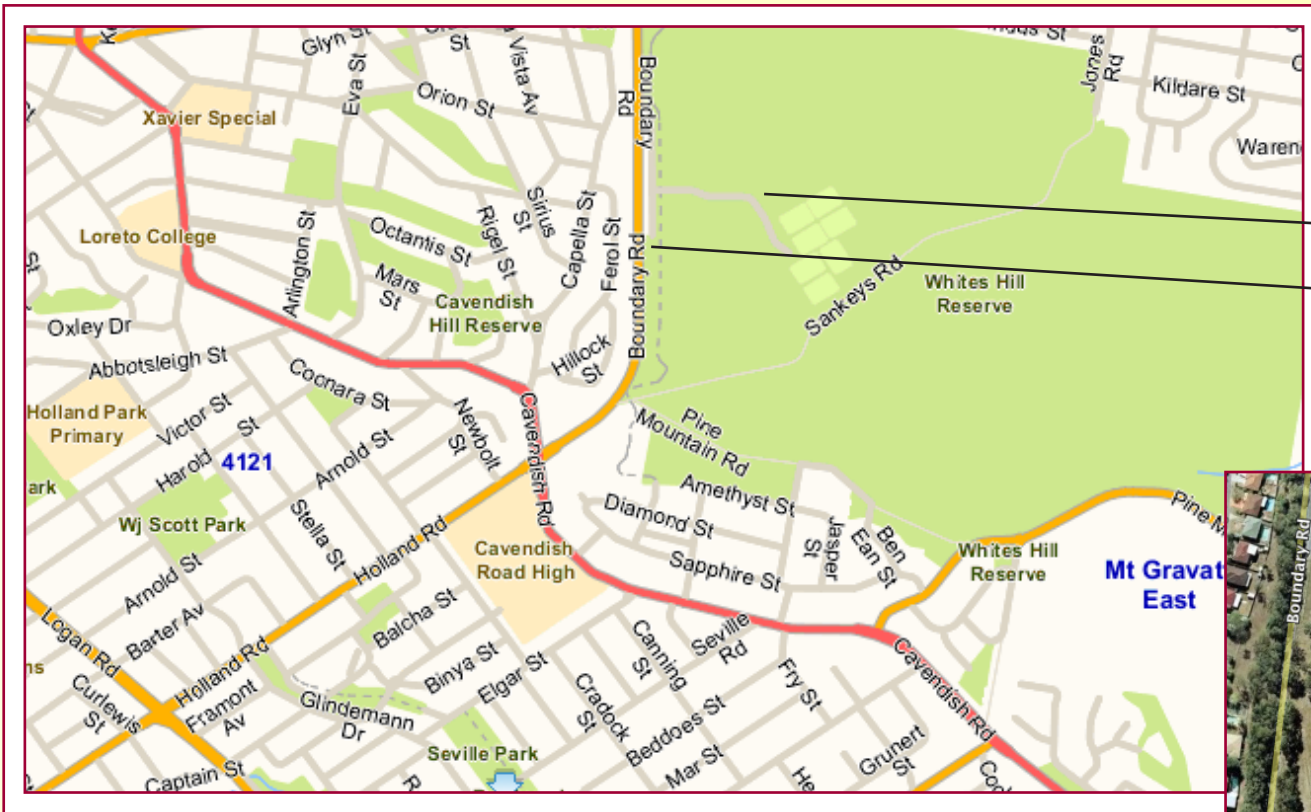 Glyn St
St
Vista Av
Eva St
Orion St
Boundary
Rd
Boundary
Jones
Rd
Kildare St
Xavier Special
Loreto College
Arlington St
Octantis St
Mars
St
Rigel St
Sirius
St
Capella St
Ferol St
Boundary Rd
Cavendish
Hill Reserve
Hillock
St
Sankeys Rd
Whites Hill
Reserve
Oxley Dr
Abbotsleigh St
Coonara St
Holland Park
Primary
Victor St
Harold
St
4121
Arnold St
Newbolt
St
Cavendish Rd
Pine
Mountain Rd
Wj Scott Park
Stella St
Holland Rd
Cavendish
Road High
Diamond St
Amethyst St
Sapphire St
Jasper
St
Ben
Ean St
Whites Hill
Reserve
Pine M
Mt Gravat
East
Boundary Rd
Arnold St
Barter Av
Balcha St
Logan Rd
Holland Rd
Binya St
Elgar St
Canning
St
Seville
Rd
Cavendish Rd
Curlewis
St
Framont
Av
Glindemann
Dr
Cradock
St
Beddoes St
Fry St
Grunert
St
Captain St
Seville Park
Mar St